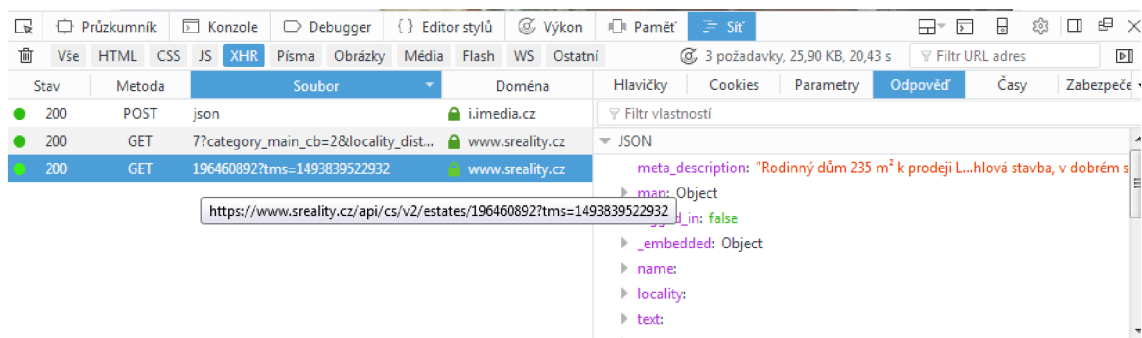 Průzkumník Konzole Debugger { } Editor stylů Výkon Paměť Síť
Vše HTML CSS JS XHR Písma Obrázky Média Flash WS Ostatní 3 požadavky, 25,90 KB, 20,43 s Filtr URL adres
Stav Metoda Soubor Doména Hlavičky Cookies Parametry Odpověď Časy Zabezpeče
200 POST json i.imedia.cz Filtr vlastností
200 GET 7?category_main_cb=2&locality_dist... www.sreality.cz JSON
200 GET 196460892?tms=1493839522932 www.sreality.cz meta_description: "Rodinný dům 235 m² k prodeji L...hlová stavba, v dobrém s
map: Object
https://www.sreality.cz/api/cs/v2/estates/196460892?tms=1493839522932 d_in: false
_embedded: Object
name:
locality:
text: